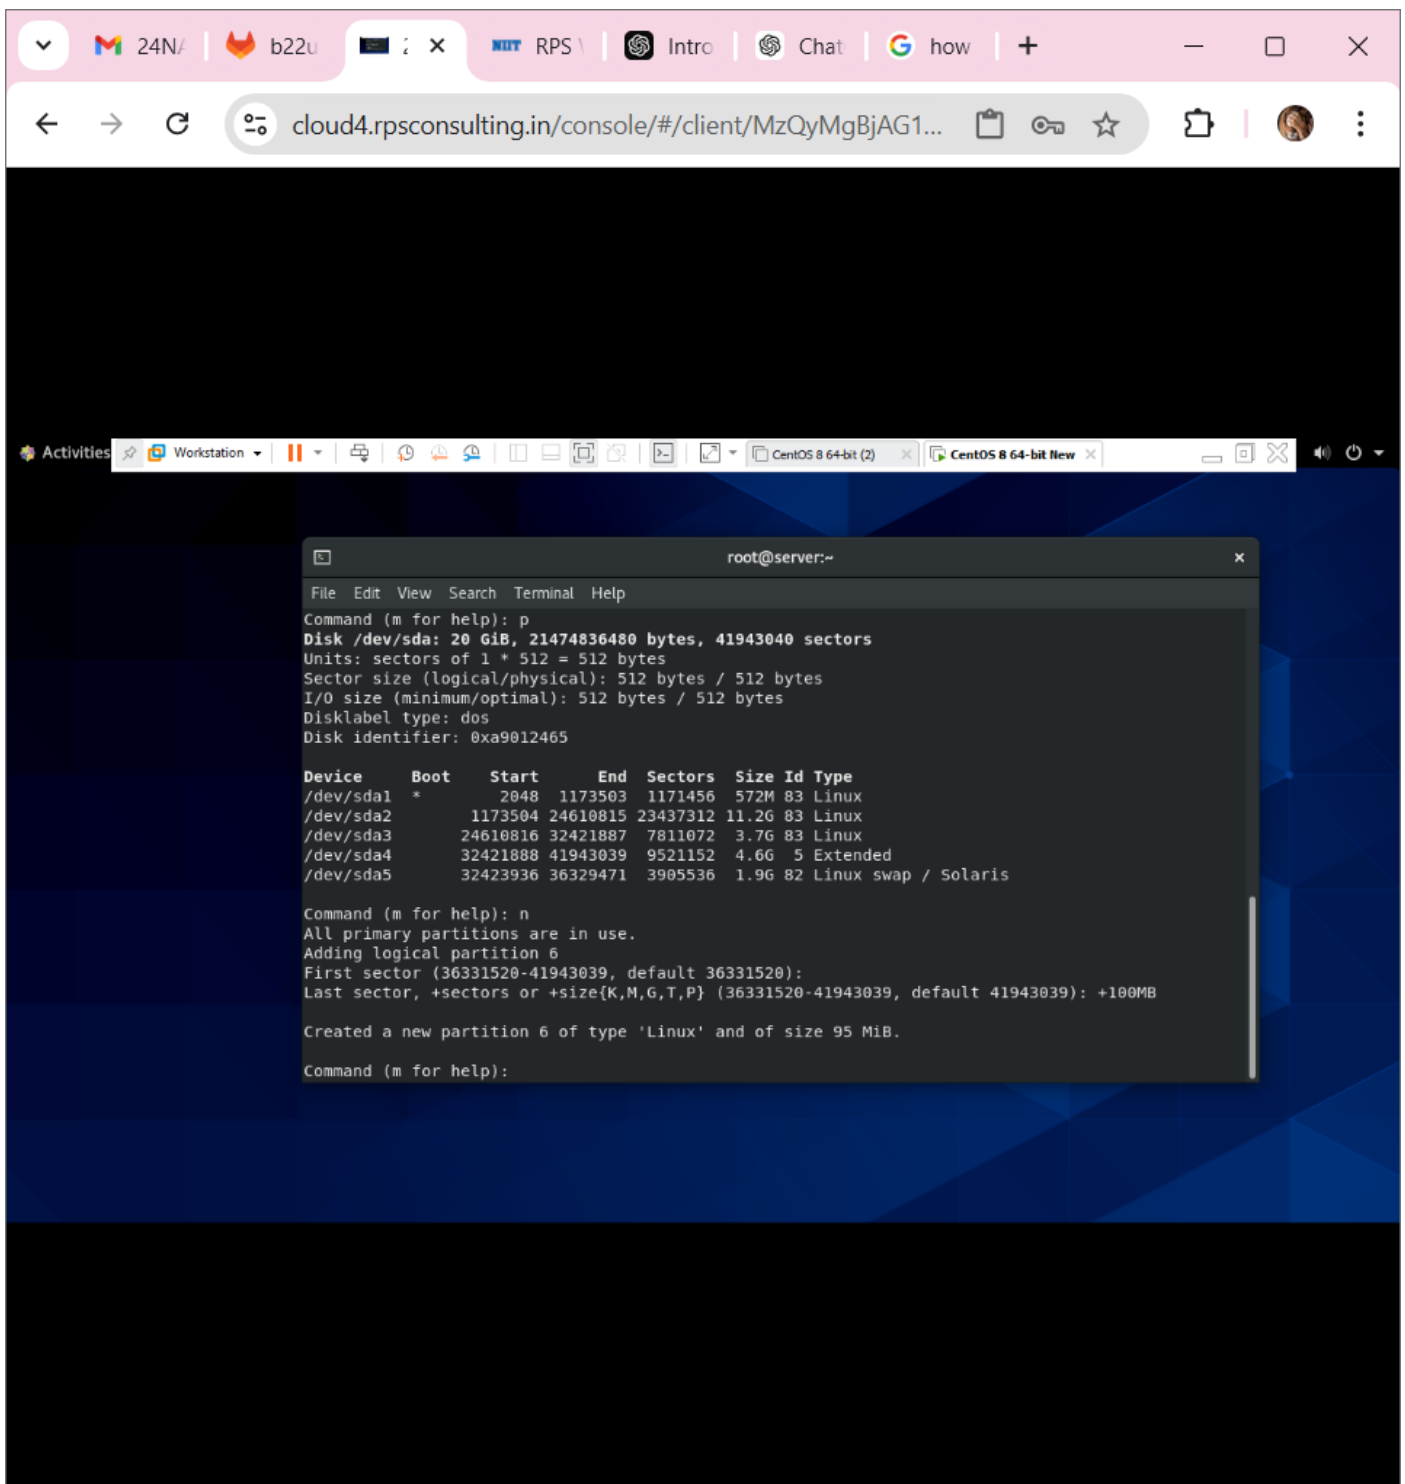 24NA
b22u
2
NIIT RPS V
Intro
Chat
how
cloud4.rpsconsulting.in/console/#/client/MzQyMgBjAG1...
Activities
Workstation
CentOS 8 64-bit (2)
CentOS 8 64-bit New
root@server:~
File Edit View Search Terminal Help
Command (m for help): p
Disk /dev/sda: 20 GiB, 21474836480 bytes, 41943040 sectors
Units: sectors of 1 * 512 = 512 bytes
Sector size (logical/physical): 512 bytes / 512 bytes
I/O size (minimum/optimal): 512 bytes / 512 bytes
Disklabel type: dos
Disk identifier: 0xa9012465
Device Boot Start End Sectors Size Id Type
/dev/sda1 * 2048 1173503 1171456 572M 83 Linux
/dev/sda2 1173504 24610815 23437312 11.2G 83 Linux
/dev/sda3 24610816 32421887 7811072 3.7G 83 Linux
/dev/sda4 32421888 41943039 9521152 4.6G 5 Extended
/dev/sda5 32423936 36329471 3905536 1.9G 82 Linux swap / Solaris
Command (m for help): n
All primary partitions are in use.
Adding logical partition 6
First sector (36331520-41943039, default 36331520):
Last sector, +sectors or +size{K,M,G,T,P} (36331520-41943039, default 41943039): +100MB
Created a new partition 6 of type 'Linux' and of size 95 MiB.
Command (m for help):